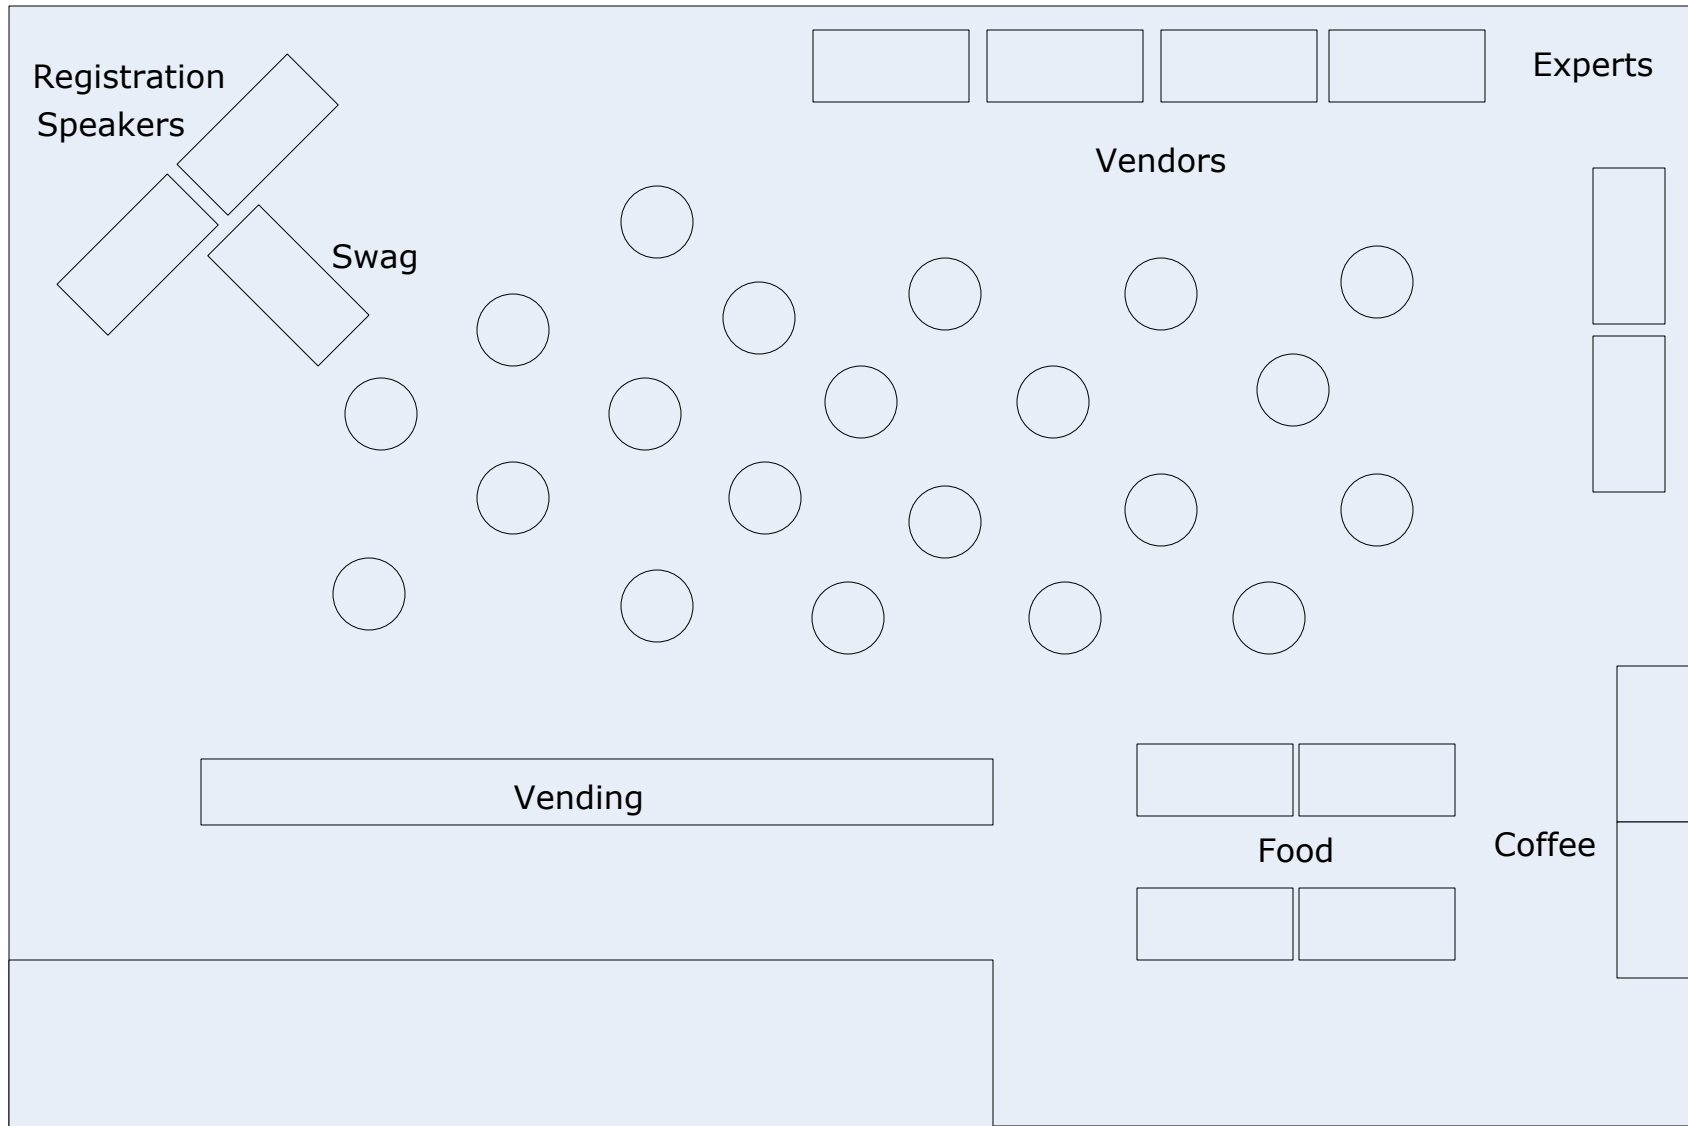 Registration
Speakers
Experts
Vendors
Swag
Vending
Food
Coffee